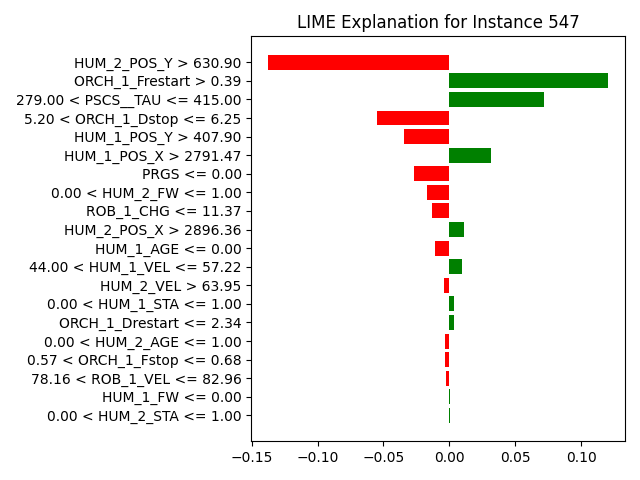 LIME Explanation for Instance 547
HUM_2_POS_Y > 630.90
ORCH_1_Frestart > 0.39
279.00 < PSCS__TAU <= 415.00
5.20 < ORCH_1_Dstop <= 6.25
HUM_1_POS_Y > 407.90
HUM_1_POS_X > 2791.47
PRGS <= 0.00
0.00 < HUM_2_FW <= 1.00
ROB_1_CHG <= 11.37
HUM_2_POS_X > 2896.36
HUM_1_AGE <= 0.00
44.00 < HUM_1_VEL <= 57.22
HUM_2_VEL > 63.95
0.00 < HUM_1_STA <= 1.00
ORCH_1_Drestart <= 2.34
0.00 < HUM_2_AGE <= 1.00
0.57 < ORCH_1_Fstop <= 0.68
78.16 < ROB_1_VEL <= 82.96
HUM_1_FW <= 0.00
0.00 < HUM_2_STA <= 1.00
−0.15 −0.10 −0.05 0.00 0.05 0.10